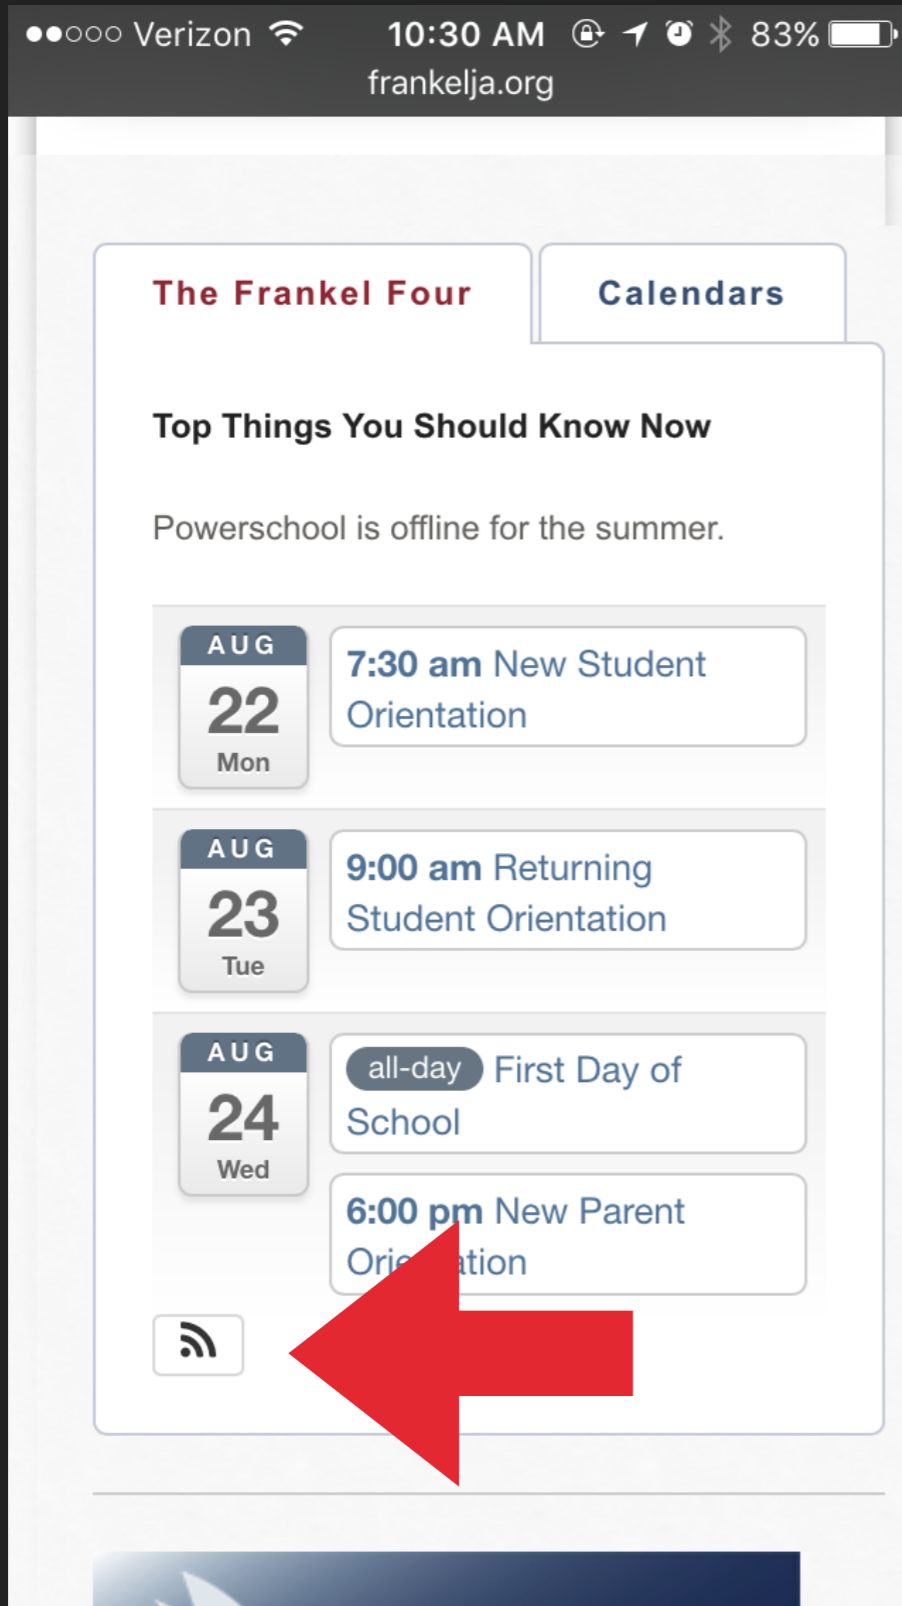 Verizon 10:30 AM 83%
frankelja.org
The Frankel Four Calendars
Top Things You Should Know Now
Powerschool is offline for the summer.
AUG
22
Mon
7:30 am New Student
Orientation
AUG
23
Tue
9:00 am Returning
Student Orientation
AUG
24
Wed
all-day First Day of
School
6:00 pm New Parent